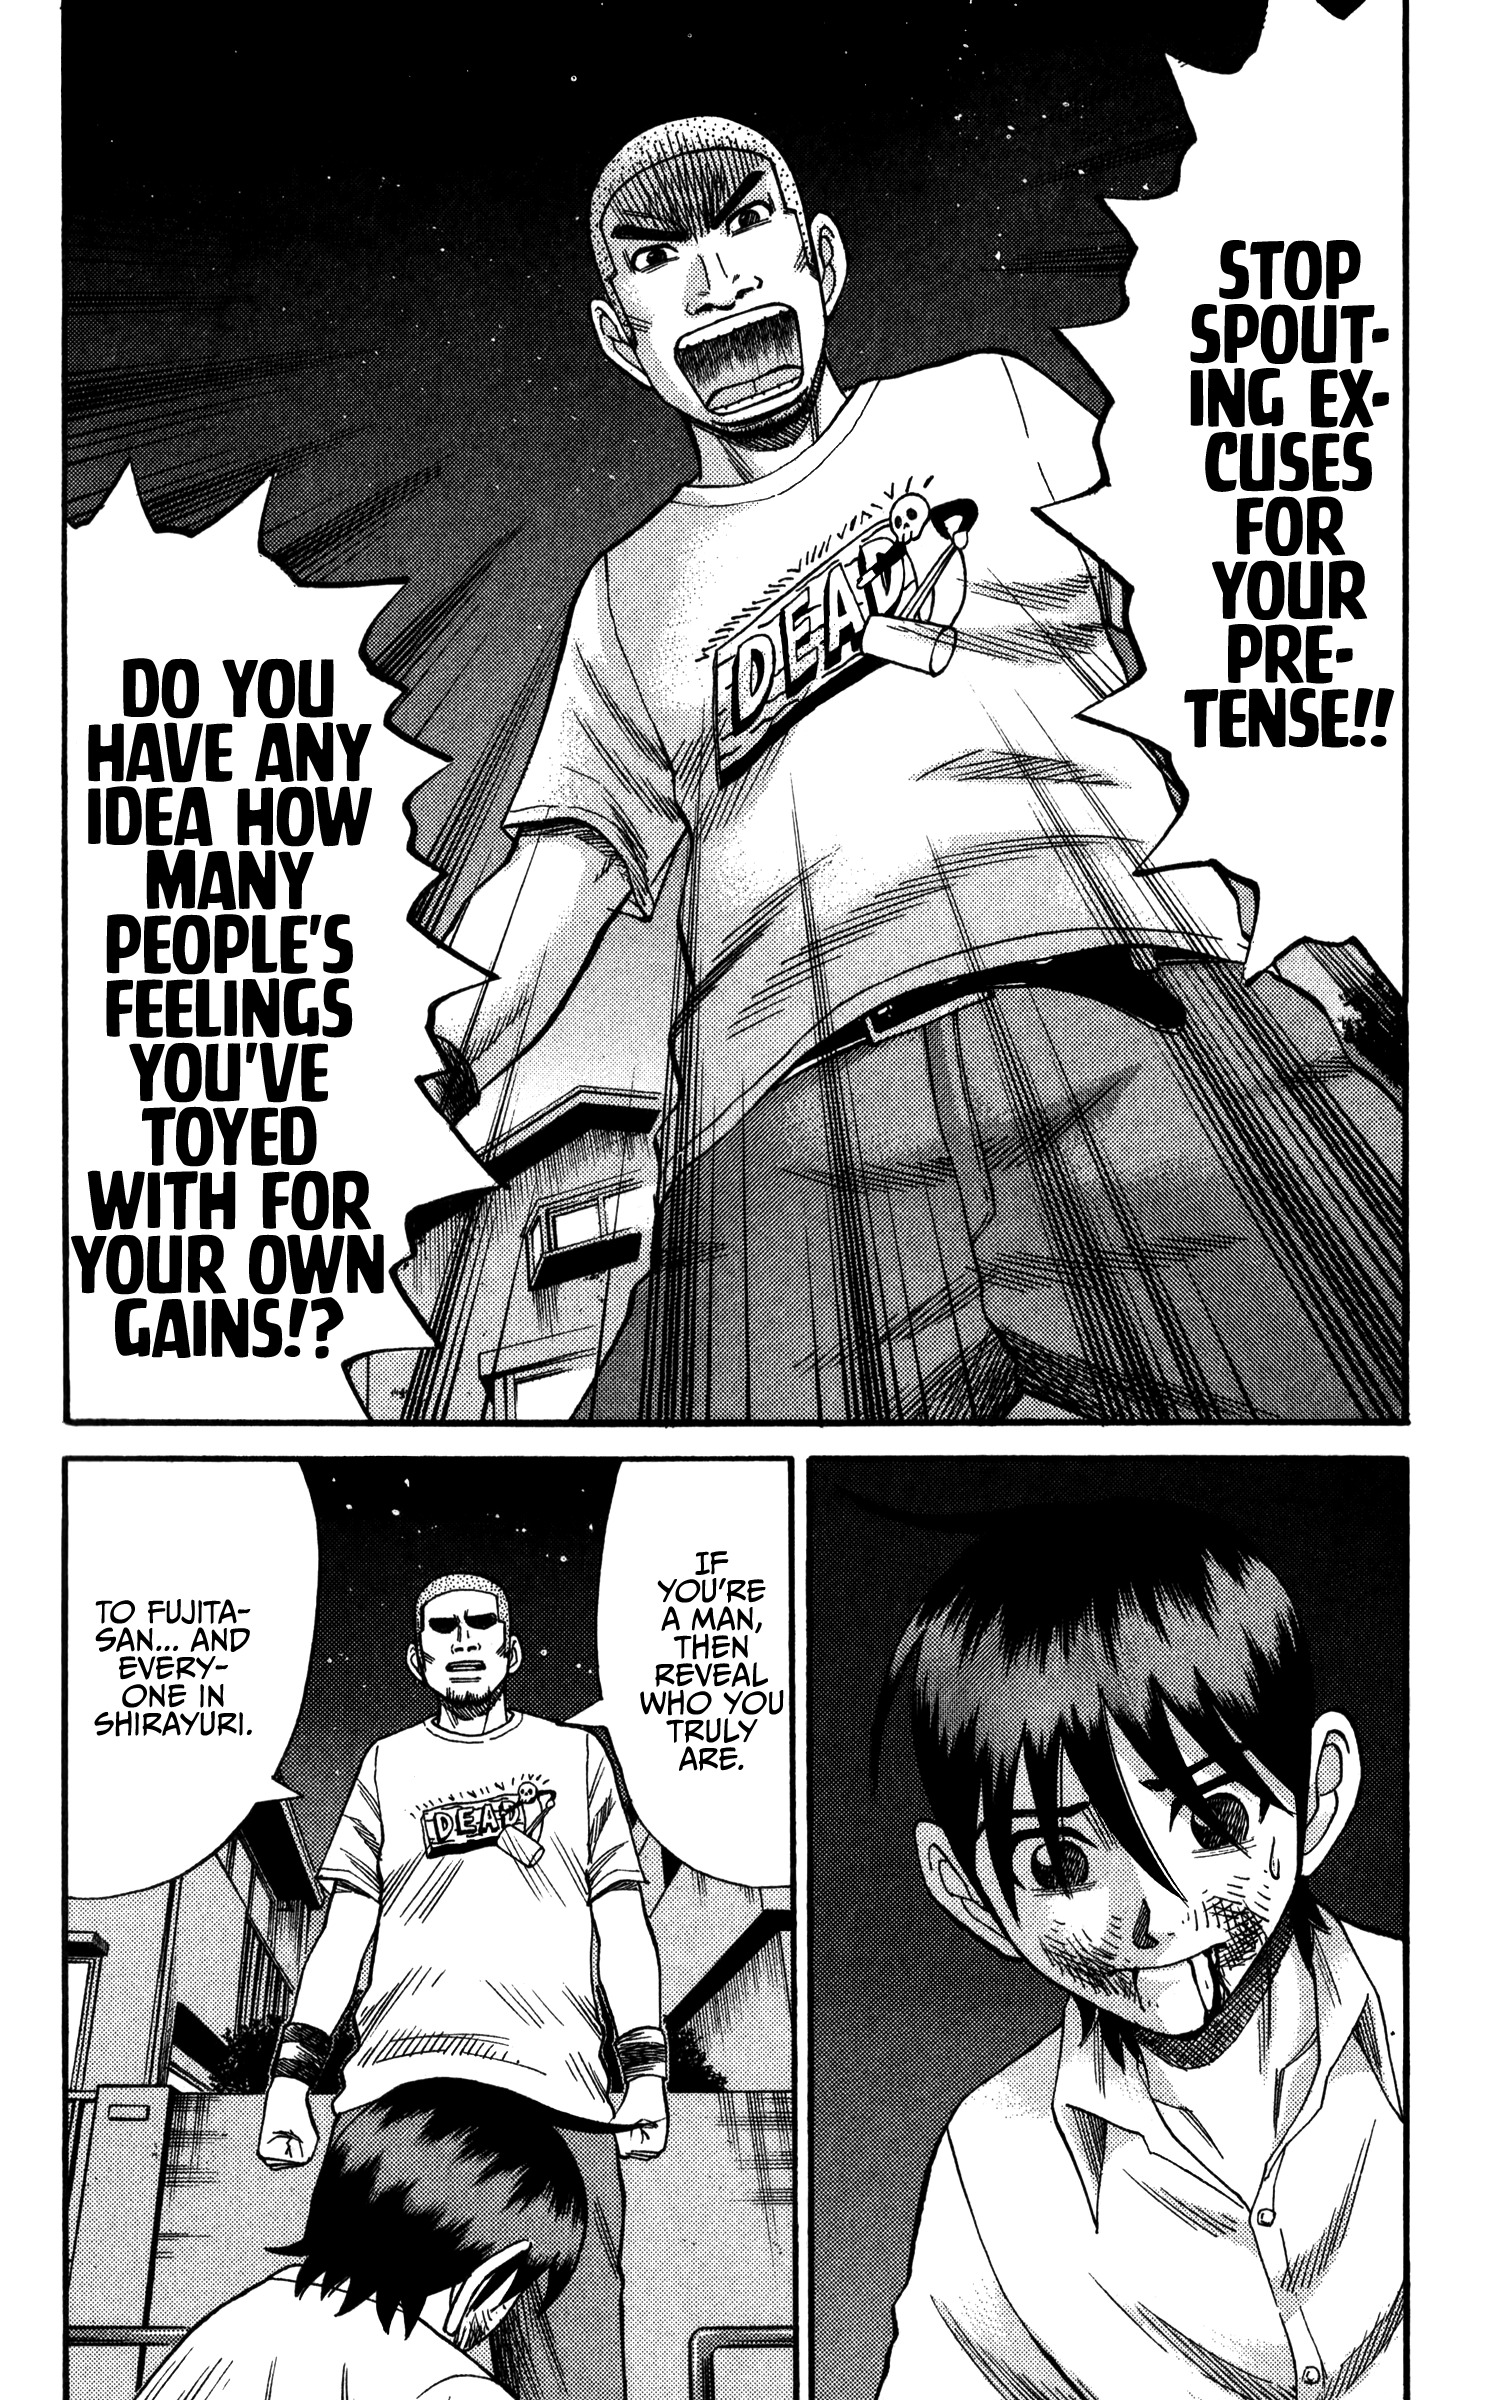 STOP
SPOUT-
ING EX-
CUSES
FOR
YOUR
PRE-
TENSE!!
DO YOU
HAVE ANY
IDEA HOW
MANY
PEOPLE'S
FEELINGS
YOU'VE
TOYED
WITH FOR
YOUR OWN
GAINS!?
DEAD
IF
YOU'RE
A MAN,
THEN
REVEAL
WHO YOU
TRULY
ARE.
TO FUJITA-
SAN... AND
EVERY-
ONE IN
SHIRAYURI.
DEAD